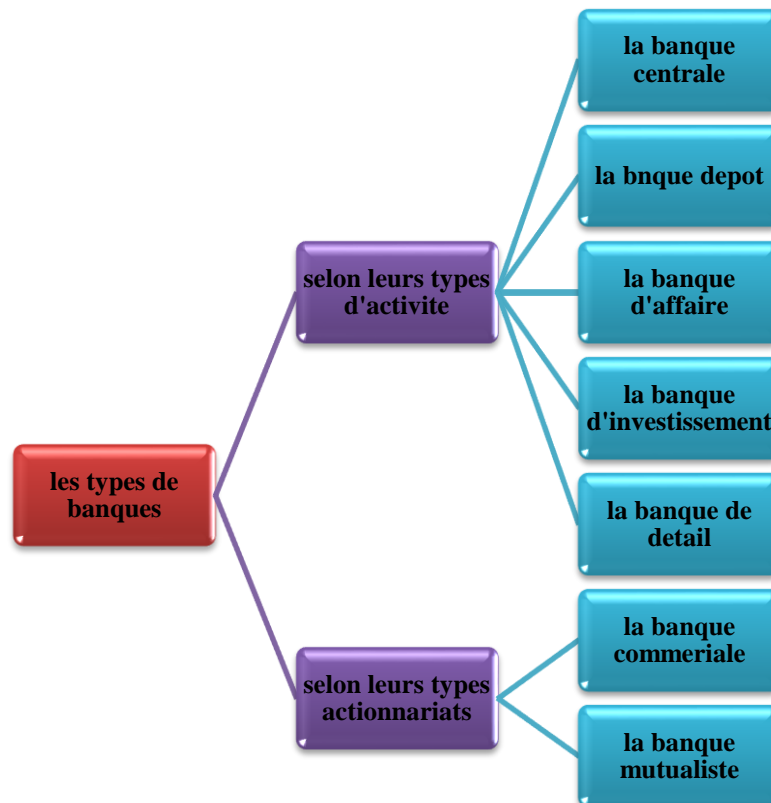 la banque
centrale
la bnque depot
selon leurs types
d'activite
la banque
d'affaire
la banque
d'investissement
les types de
banques
la banque de
detail
la banque
commeriale
selon leurs types
actionnariats
la banque
mutualiste